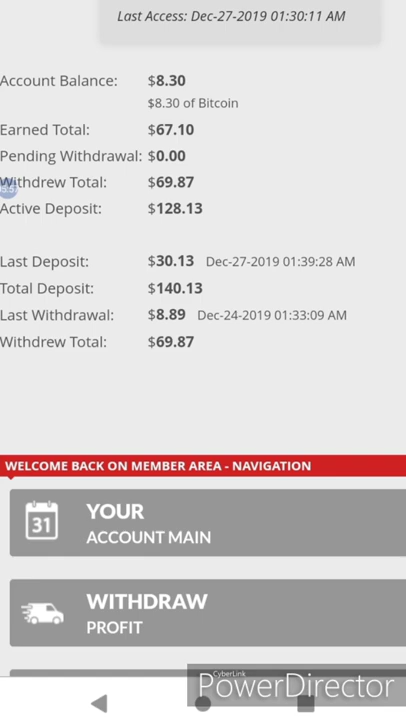 Last Access: Dec-27-2019 01:30:11 AM
Account Balance: $8.30
$8.30 of Bitcoin
Earned Total: $67.10
Pending Withdrawal: $0.00
Withdrew Total: $69.87
Active Deposit: $128.13
Last Deposit: $30.13 Dec-27-2019 01:39:28 AM
Total Deposit: $140.13
Last Withdrawal: $8.89 Dec-24-2019 01:33:09 AM
Withdrew Total: $69.87
WELCOME BACK ON MEMBER AREA - NAVIGATION
31
YOUR
ACCOUNT MAIN
WITHDRAW
PROFIT
CyberLink
PowerDirector